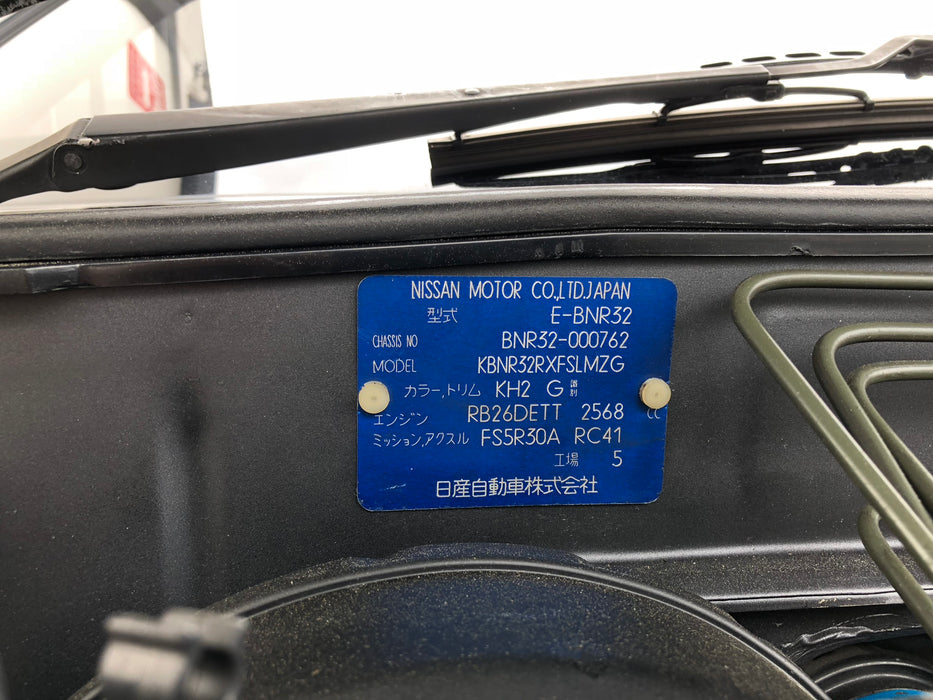 NISSAN MOTOR CO.,LTD.JAPAN
型式 E-BNR32
CHASSIS NO BNR32-000762
MODEL KBNR32RXFSLMZG
カラー,トリム KH2 G 識別
エンジン RB26DETT 2568 cc
ミッション,アクスル FS5R30A RC41
工場 5
日産自動車株式会社